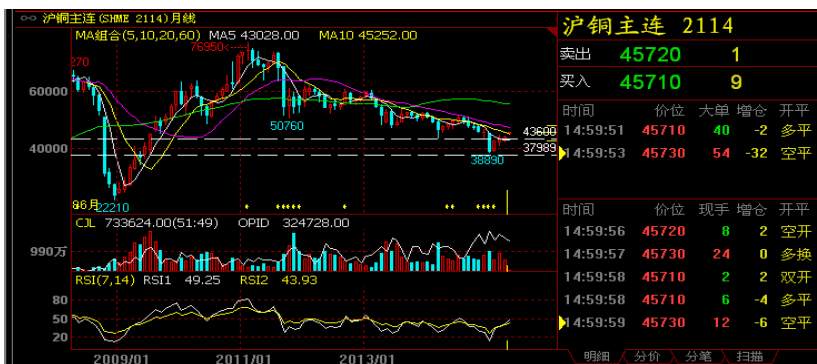 沪铜主连(SHME 2114)月线
MA组合(5,10,20,60) MA5 43028.00 MA10 45252.00
76950
270
60000
50760
43600
40000
37989
38890
86月
22210
CJL 733624.00(51:49) OPID 324728.00
9990万
RSI(7,14) RSI1 49.25 RSI2 43.93
80
50
20
2009/01 2011/01 2013/01
沪铜主连 2114
卖出 45720 1
买入 45710 9
时间 价位 大单 增仓 开平
14:59:51 45710 40 -2 多平
14:59:53 45730 54 -32 空平
时间 价位 现手 增仓 开平
14:59:56 45720 8 2 空开
14:59:57 45730 24 0 多换
14:59:58 45710 2 2 双开
14:59:58 45710 6 -4 多平
14:59:59 45730 12 -6 空平
明细 分价 分笔 扫描